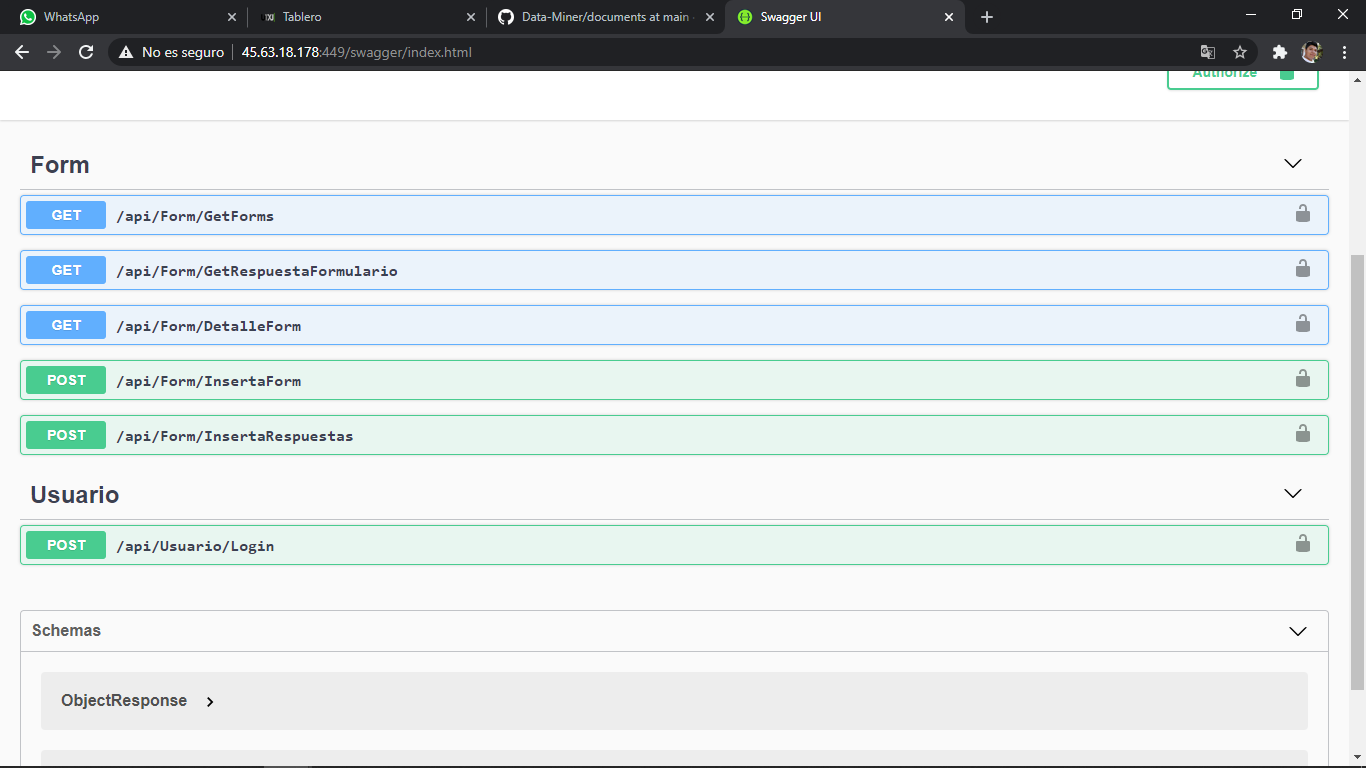 WhatsApp
Tablero
Data-Miner/documents at main
Swagger UI
No es seguro 45.63.18.178:449/swagger/index.html
Authorize
Form
GET /api/Form/GetForms
GET /api/Form/GetRespuestaFormulario
GET /api/Form/DetalleForm
POST /api/Form/InsertaForm
POST /api/Form/InsertaRespuestas
Usuario
POST /api/Usuario/Login
Schemas
ObjectResponse